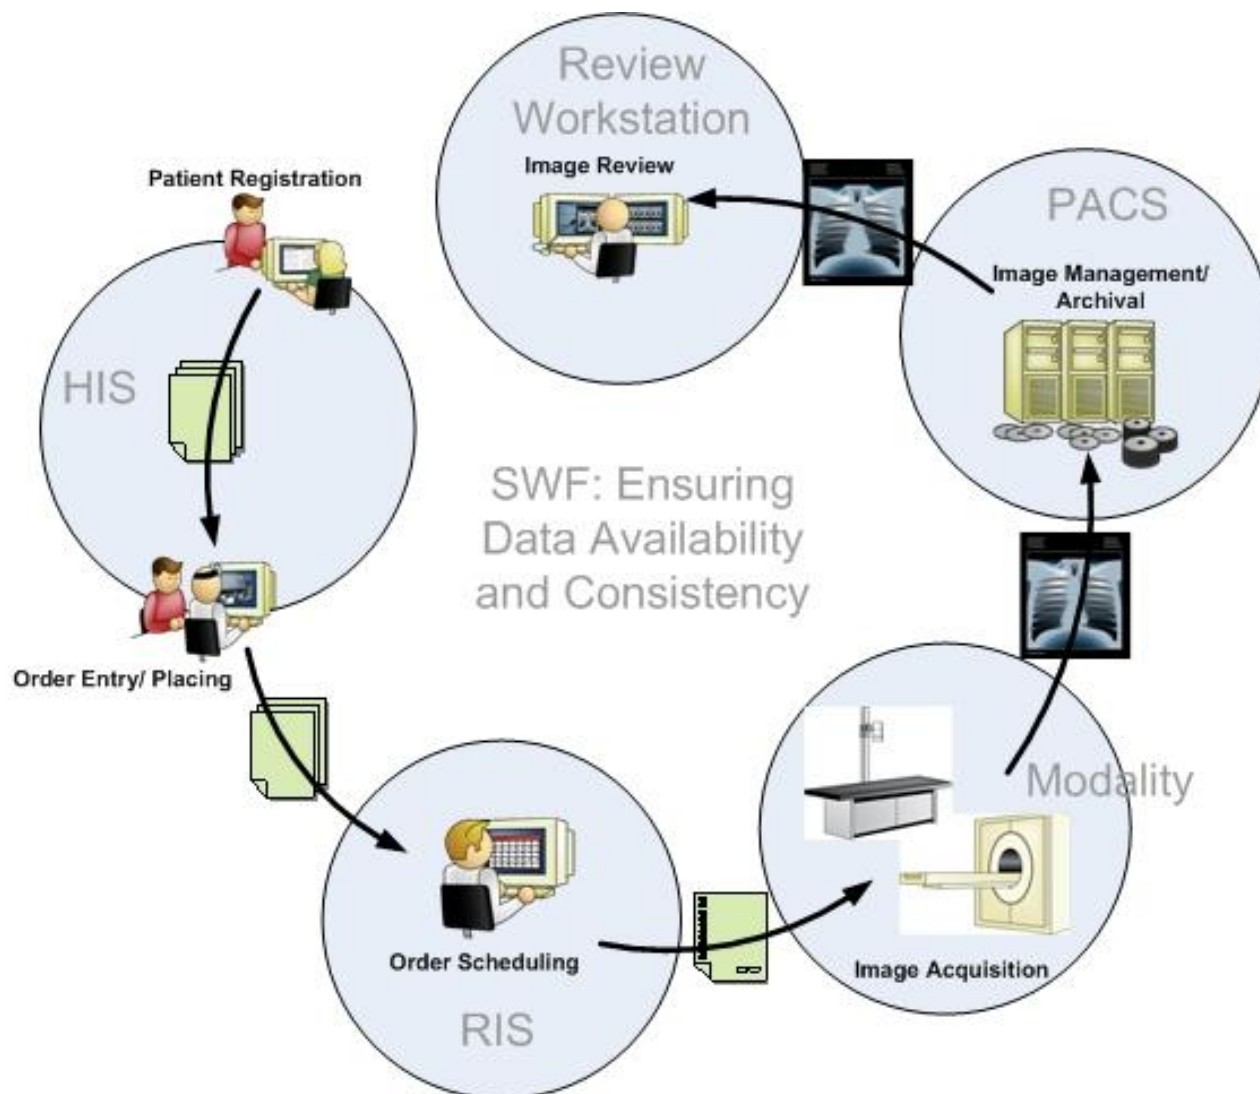 Review
Workstation
Image Review
Patient Registration
PACS
Image Management/
Archival
HIS
SWF: Ensuring
Data Availability
and Consistency
Order Entry/ Placing
Modality
Order Scheduling
Image Acquisition
RIS